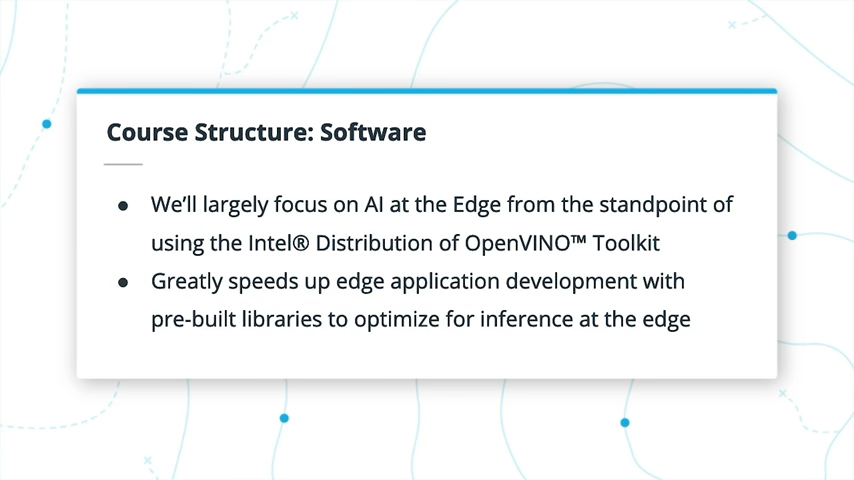 Course Structure: Software
● We’ll largely focus on AI at the Edge from the standpoint of
using the Intel® Distribution of OpenVINO™ Toolkit
● Greatly speeds up edge application development with
pre-built libraries to optimize for inference at the edge